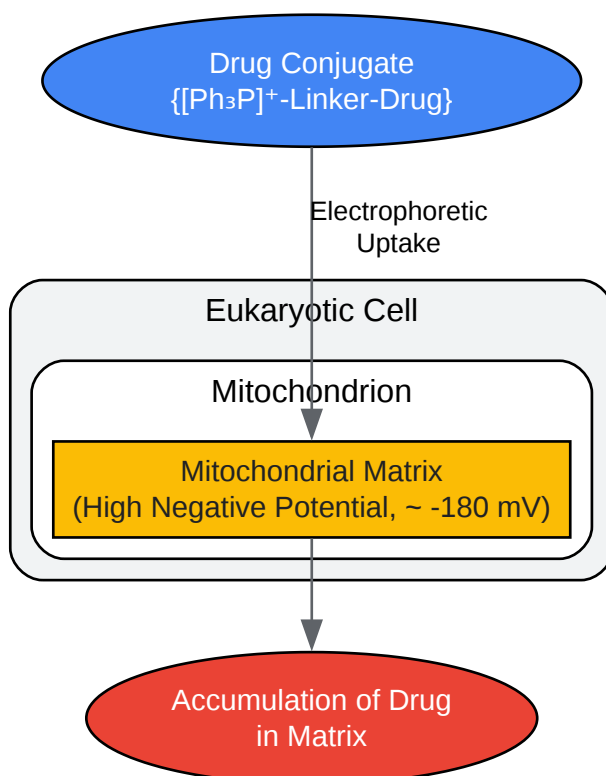 Drug Conjugate
{[Ph₃P]⁺-Linker-Drug}
Electrophoretic
Uptake
Eukaryotic Cell
Mitochondrion
Mitochondrial Matrix
(High Negative Potential, ~ -180 mV)
Accumulation of Drug
in Matrix